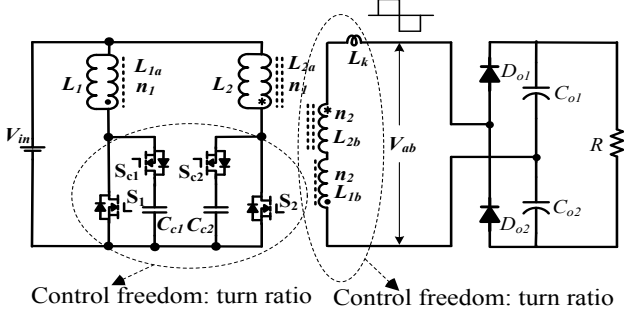 L1 L1a n1 L2 L2a n1 * Lk
Vin
n2 L2b *
n2 L1b
Vab
Do1 Co1
R
Sc1 Sc2
S1 Cc1 Cc2 S2
Do2 Co2
Control freedom: turn ratio Control freedom: turn ratio